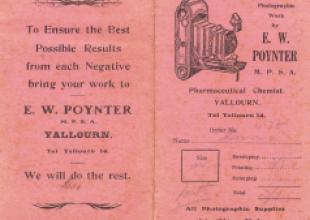 To Ensure the Best
Possible Results
from each Negative
bring your work to
E. W. POYNTER
M. P. S. A.
YALLOURN.
Tel Yallourn 14.
We will do the rest.
Photographic
Work
by
E. W.
POYNTER
M. P. S. A.
Pharmaceutical Chemist.
YALLOURN.
Tel Yallourn 14.
Order No.
Name
Size
Developing
Printing
Total
All Photographic Supplies